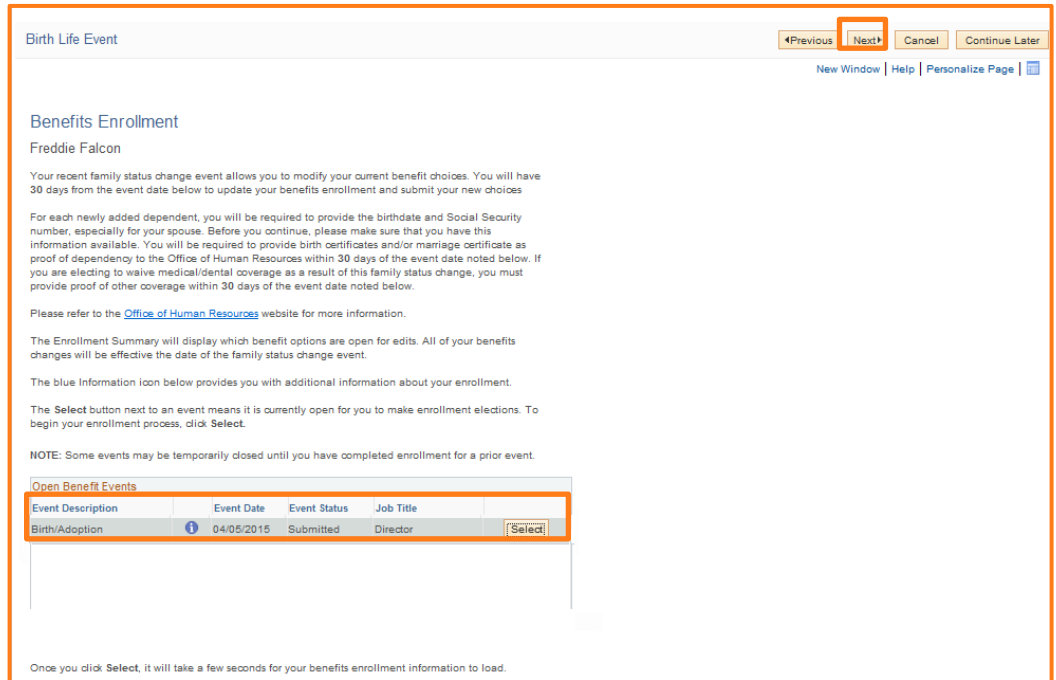 Birth Life Event
Previous Next Cancel Continue Later
New Window | Help | Personalize Page |
Benefits Enrollment
Freddie Falcon
Your recent family status change event allows you to modify your current benefit choices. You will have
30 days from the event date below to update your benefits enrollment and submit your new choices
For each newly added dependent, you will be required to provide the birthdate and Social Security
number, especially for your spouse. Before you continue, please make sure that you have this
information available. You will be required to provide birth certificates and/or marriage certificate as
proof of dependency to the Office of Human Resources within 30 days of the event date noted below. If
you are electing to waive medical/dental coverage as a result of this family status change, you must
provide proof of other coverage within 30 days of the event date noted below.
Please refer to the Office of Human Resources website for more information.
The Enrollment Summary will display which benefit options are open for edits. All of your benefits
changes will be effective the date of the family status change event.
The blue Information icon below provides you with additional information about your enrollment.
The Select button next to an event means it is currently open for you to make enrollment elections. To
begin your enrollment process, click Select.
NOTE: Some events may be temporarily closed until you have completed enrollment for a prior event.
Open Benefit Events
Event Description Event Date Event Status Job Title
Birth/Adoption 04/05/2015 Submitted Director Select
Once you click Select, it will take a few seconds for your benefits enrollment information to load.